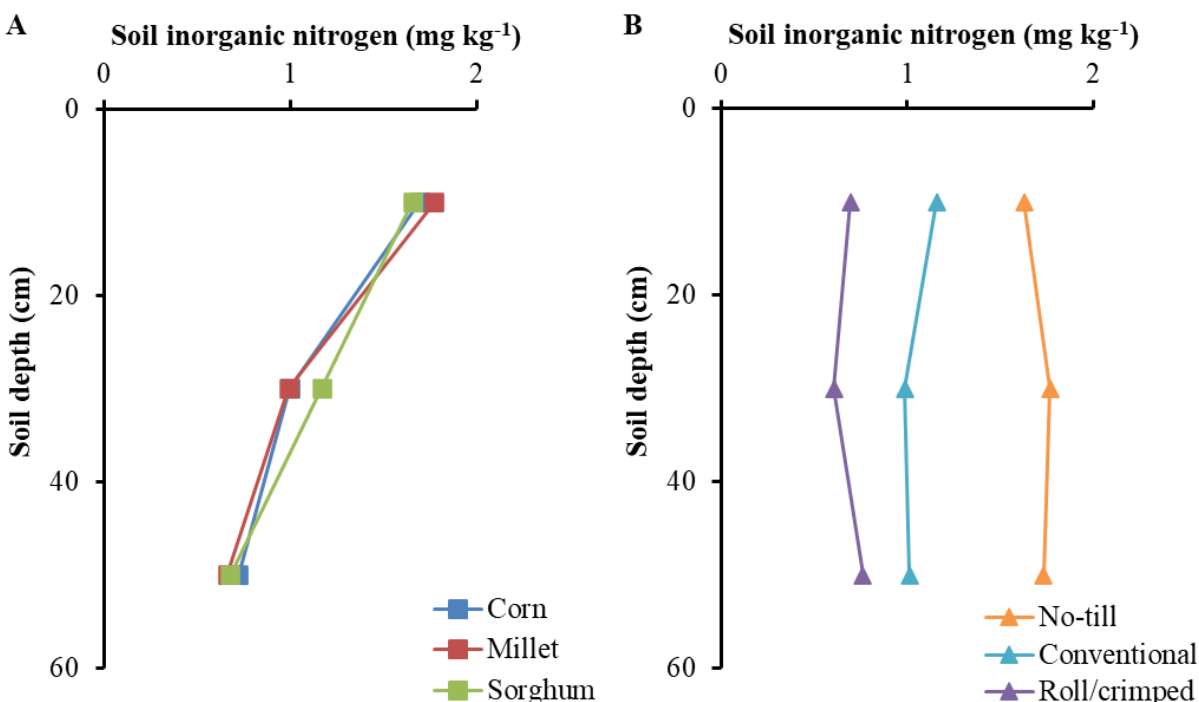 A
Soil inorganic nitrogen (mg kg⁻¹)
0 1 2
0
20
40
60
Soil depth (cm)
Corn
Millet
Sorghum
B
Soil inorganic nitrogen (mg kg⁻¹)
0 1 2
0
20
40
60
Soil depth (cm)
No-till
Conventional
Roll/crimped